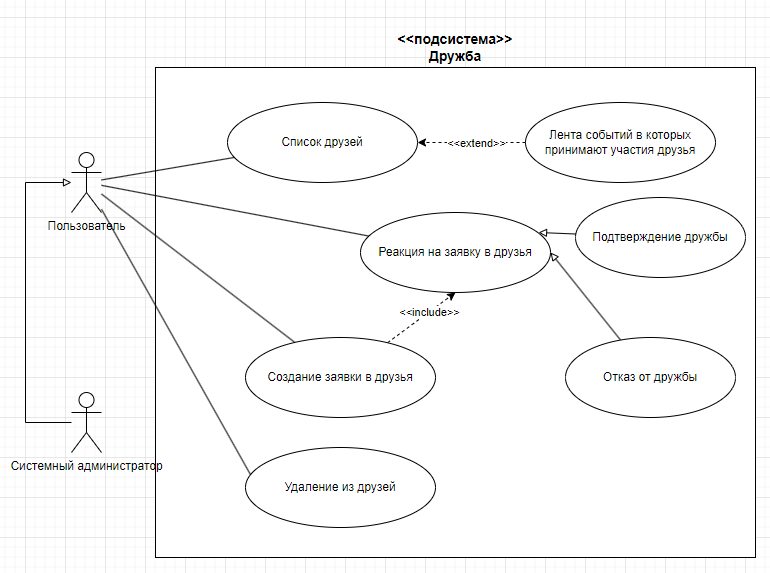 <<подсистема>>
Дружба
Список друзей
<<extend>>
Лента событий в которых
принимают участия друзья
Пользователь
Реакция на заявку в друзья
Подтверждение дружбы
<<include>>
Создание заявки в друзья
Отказ от дружбы
Системный администратор
Удаление из друзей